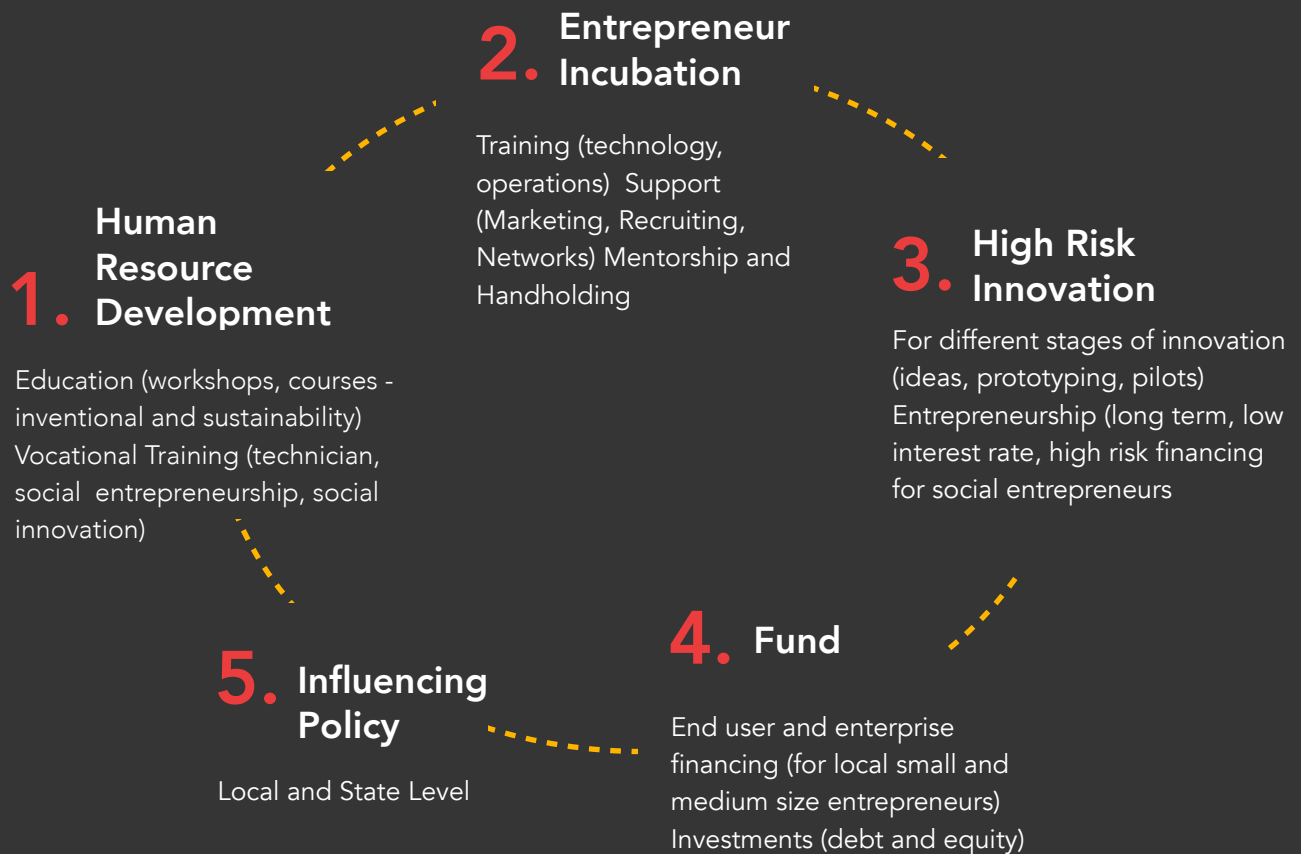 1.
Human
Resource
Development
Education (workshops, courses -
inventional and sustainability)
Vocational Training (technician,
social  entrepreneurship, social
innovation)
2.
Entrepreneur
Incubation
Training (technology,
operations)  Support
(Marketing, Recruiting,
Networks) Mentorship and
Handholding
3.
High Risk
Innovation
For different stages of innovation
(ideas, prototyping, pilots)
Entrepreneurship (long term, low
interest rate, high risk financing
for social entrepreneurs
4.
Fund
End user and enterprise
financing (for local small and
medium size entrepreneurs)
Investments (debt and equity)
5.
Influencing
Policy
Local and State Level